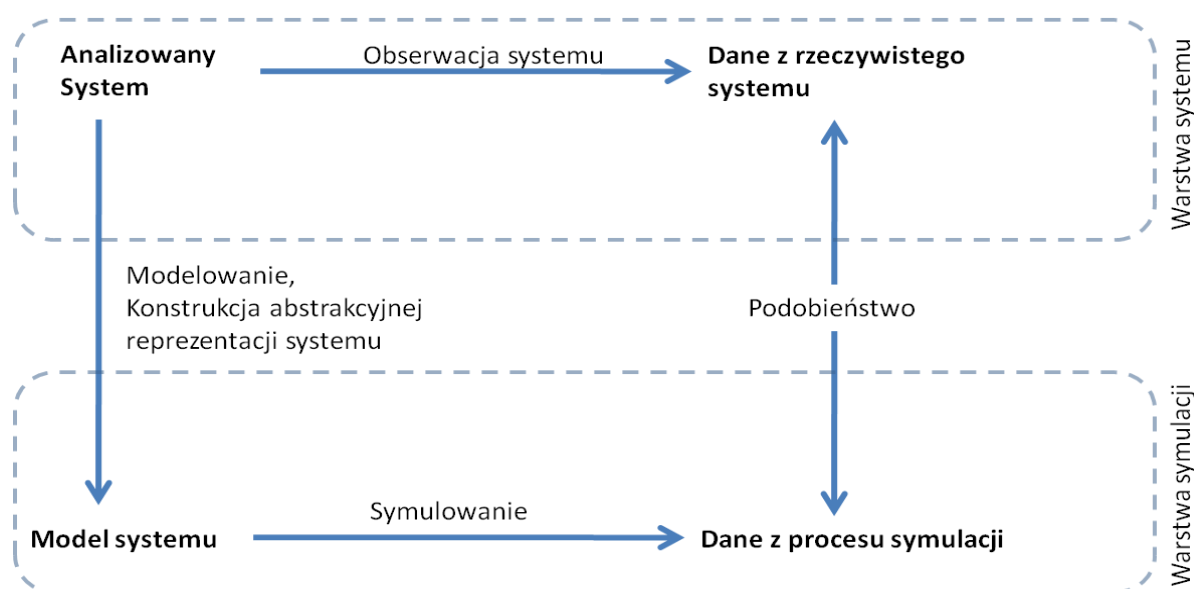 Analizowany
System
Obserwacja systemu
Dane z rzeczywistego
systemu
Warstwa systemu
Modelowanie,
Konstrukcja abstrakcyjnej
reprezentacji systemu
Podobieństwo
Model systemu
Symulowanie
Dane z procesu symulacji
Warstwa symulacji